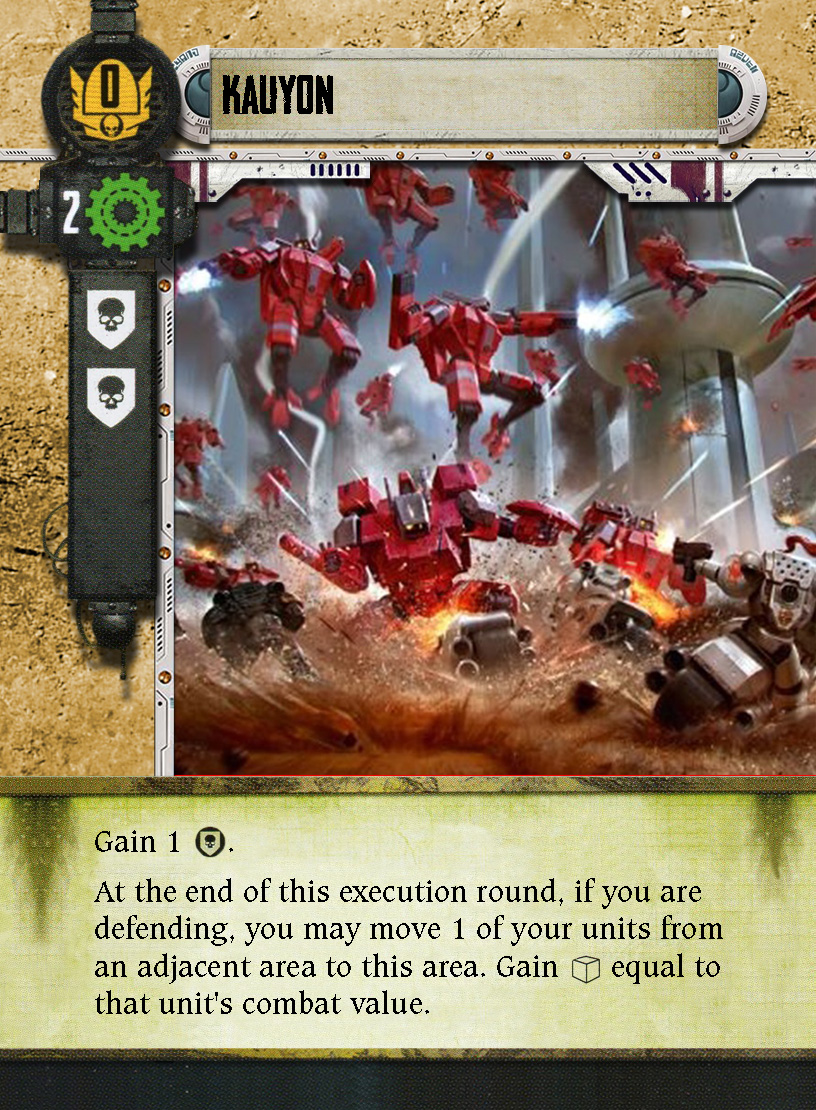 0
KAUYON
2
Gain 1 .
At the end of this execution round, if you are
defending, you may move 1 of your units from
an adjacent area to this area. Gain equal to
that unit's combat value.